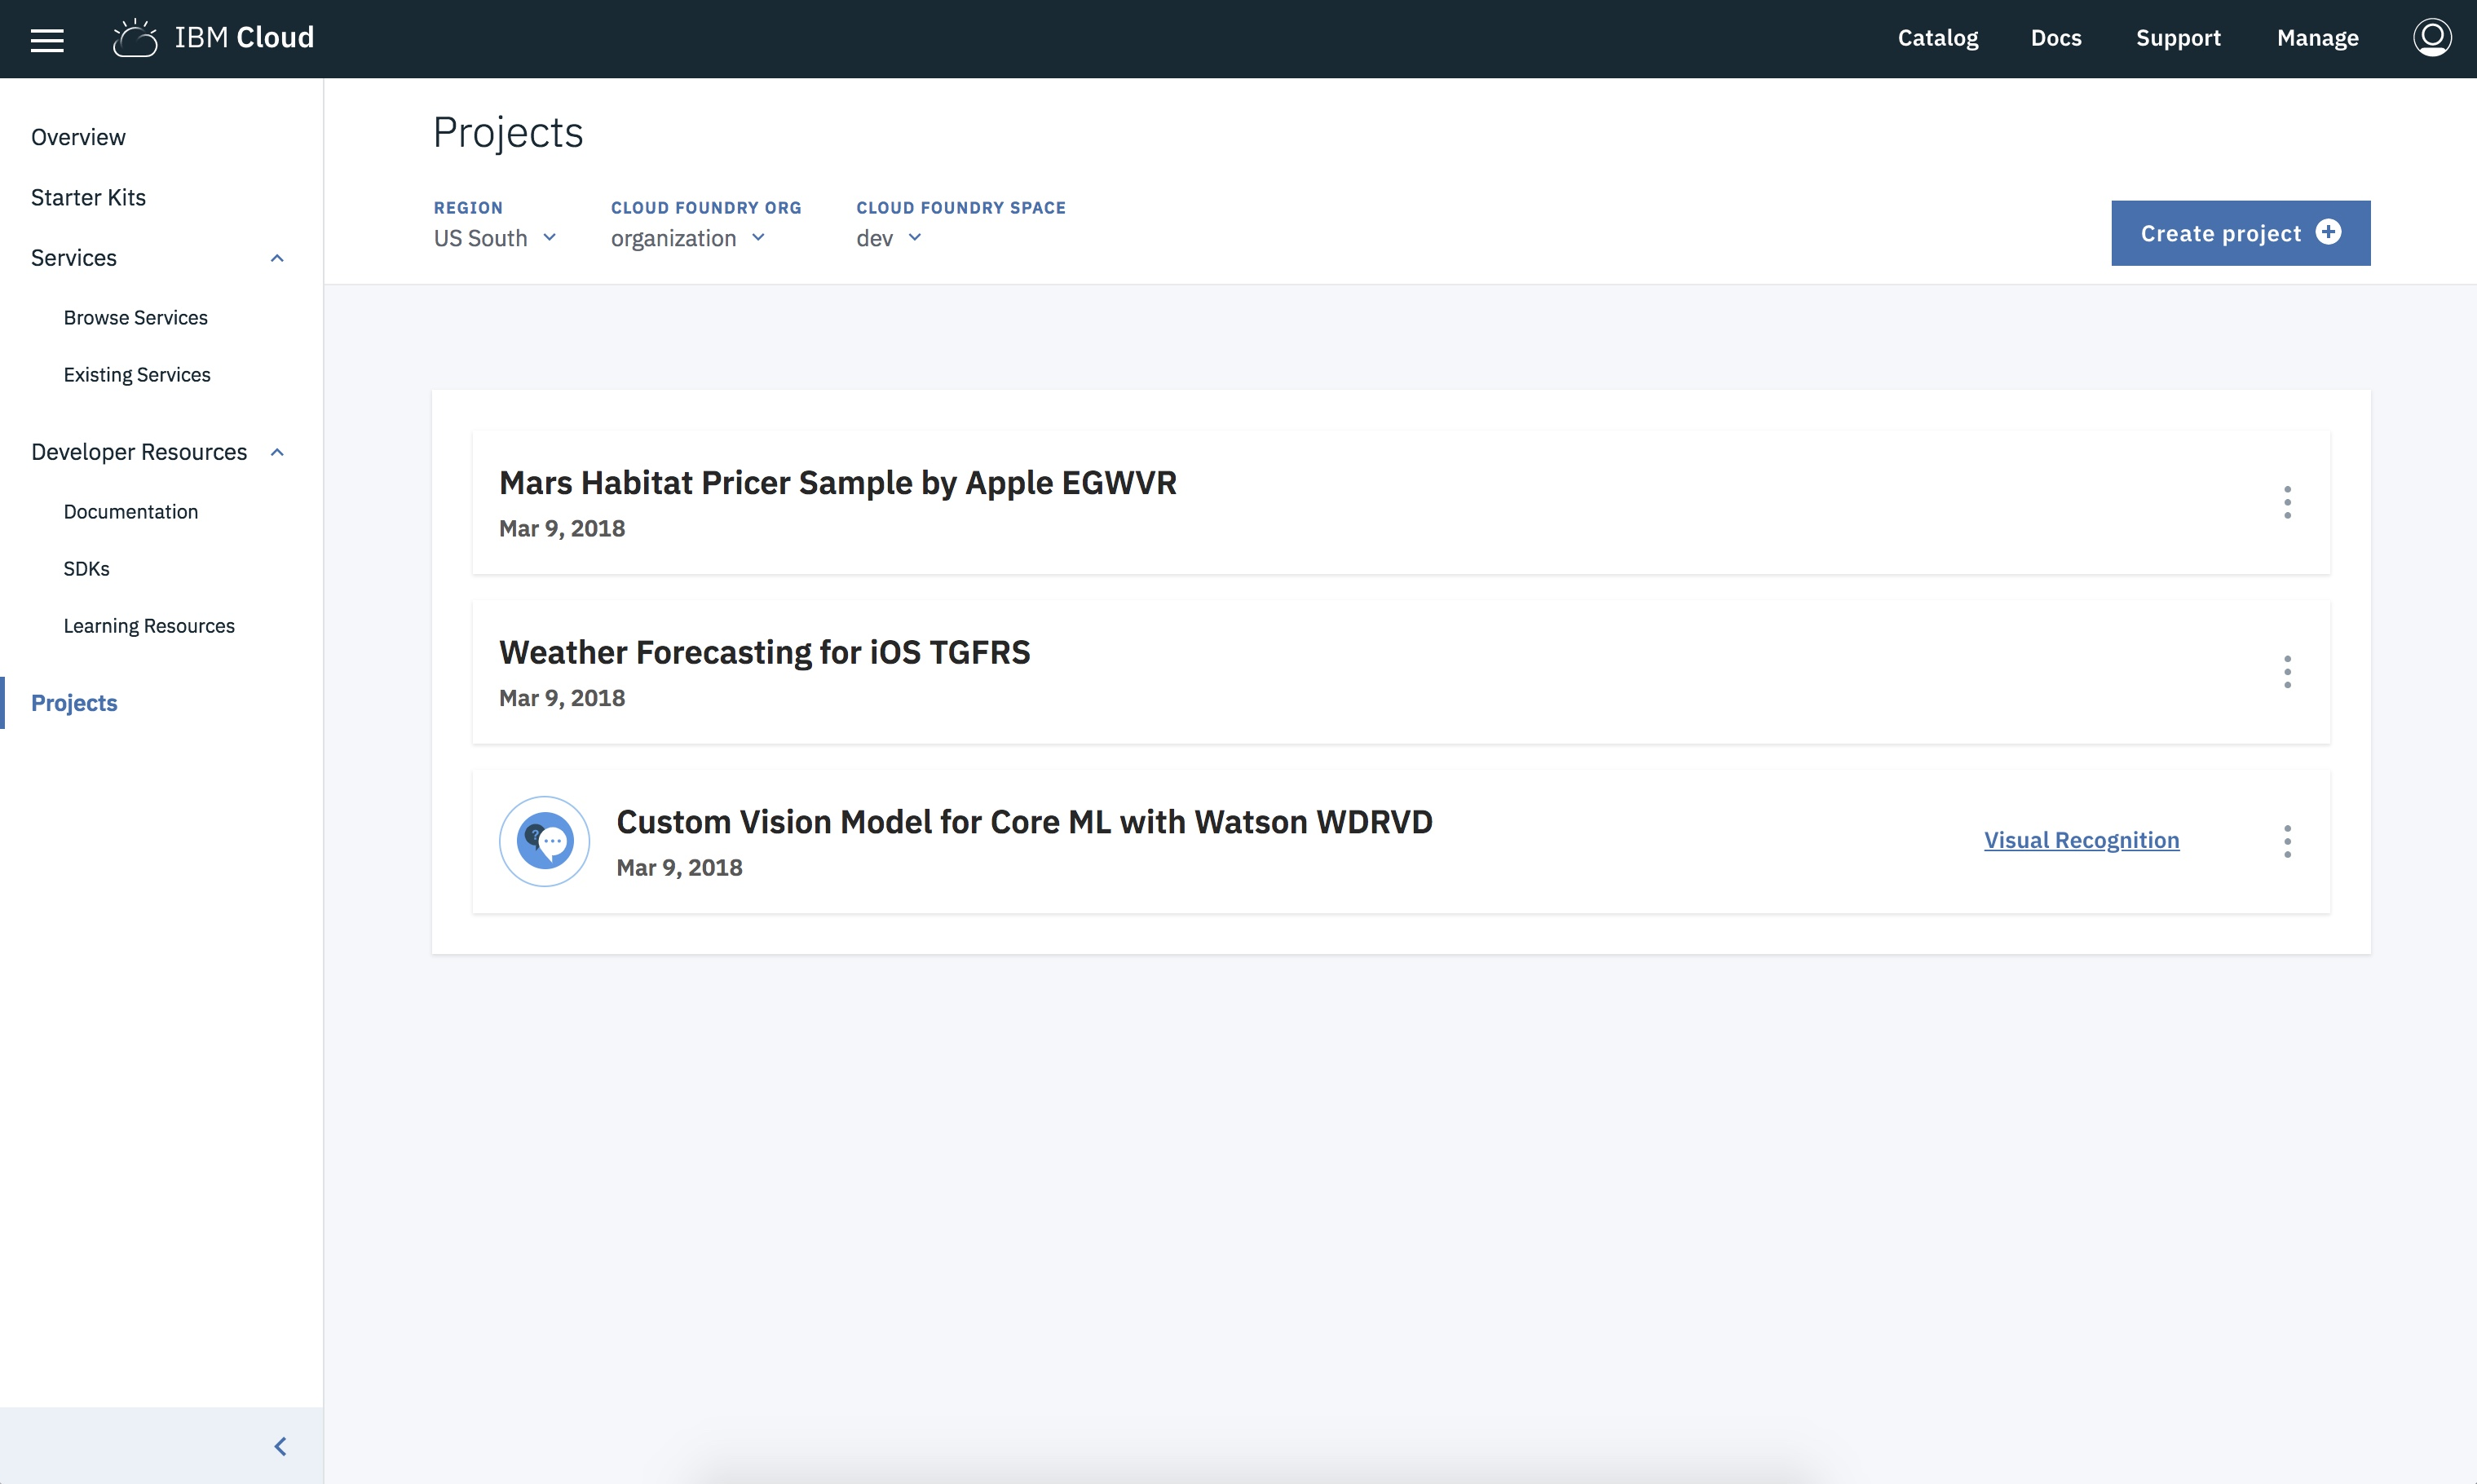 IBM Cloud
Catalog
Docs
Support
Manage
Overview
Starter Kits
Services
Browse Services
Existing Services
Developer Resources
Documentation
SDKs
Learning Resources
Projects
Projects
REGION
US South
CLOUD FOUNDRY ORG
organization
CLOUD FOUNDRY SPACE
dev
Create project
Mars Habitat Pricer Sample by Apple EGWVR
Mar 9, 2018
Weather Forecasting for iOS TGFRS
Mar 9, 2018
?
Custom Vision Model for Core ML with Watson WDRVD
Mar 9, 2018
Visual Recognition